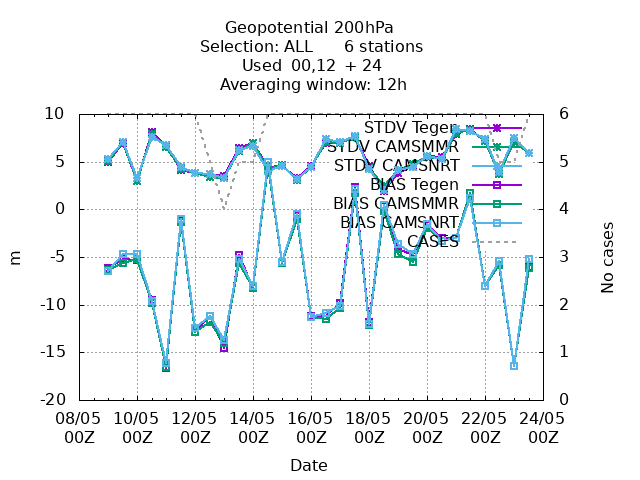 Geopotential 200hPa
Selection: ALL 6 stations
Used 00,12 + 24
Averaging window: 12h
10 6
STDV Tegen
STDV CAMSMMR
5 5
STDV CAMSNRT
BIAS Tegen
BIAS CAMSMMR
0 4
BIAS CAMSNRT
CASES
-5 3
m
No cases
-10 2
-15 1
-20 0
08/05 10/05 12/05 14/05 16/05 18/05 20/05 22/05 24/05
00Z 00Z 00Z 00Z 00Z 00Z 00Z 00Z 00Z
Date